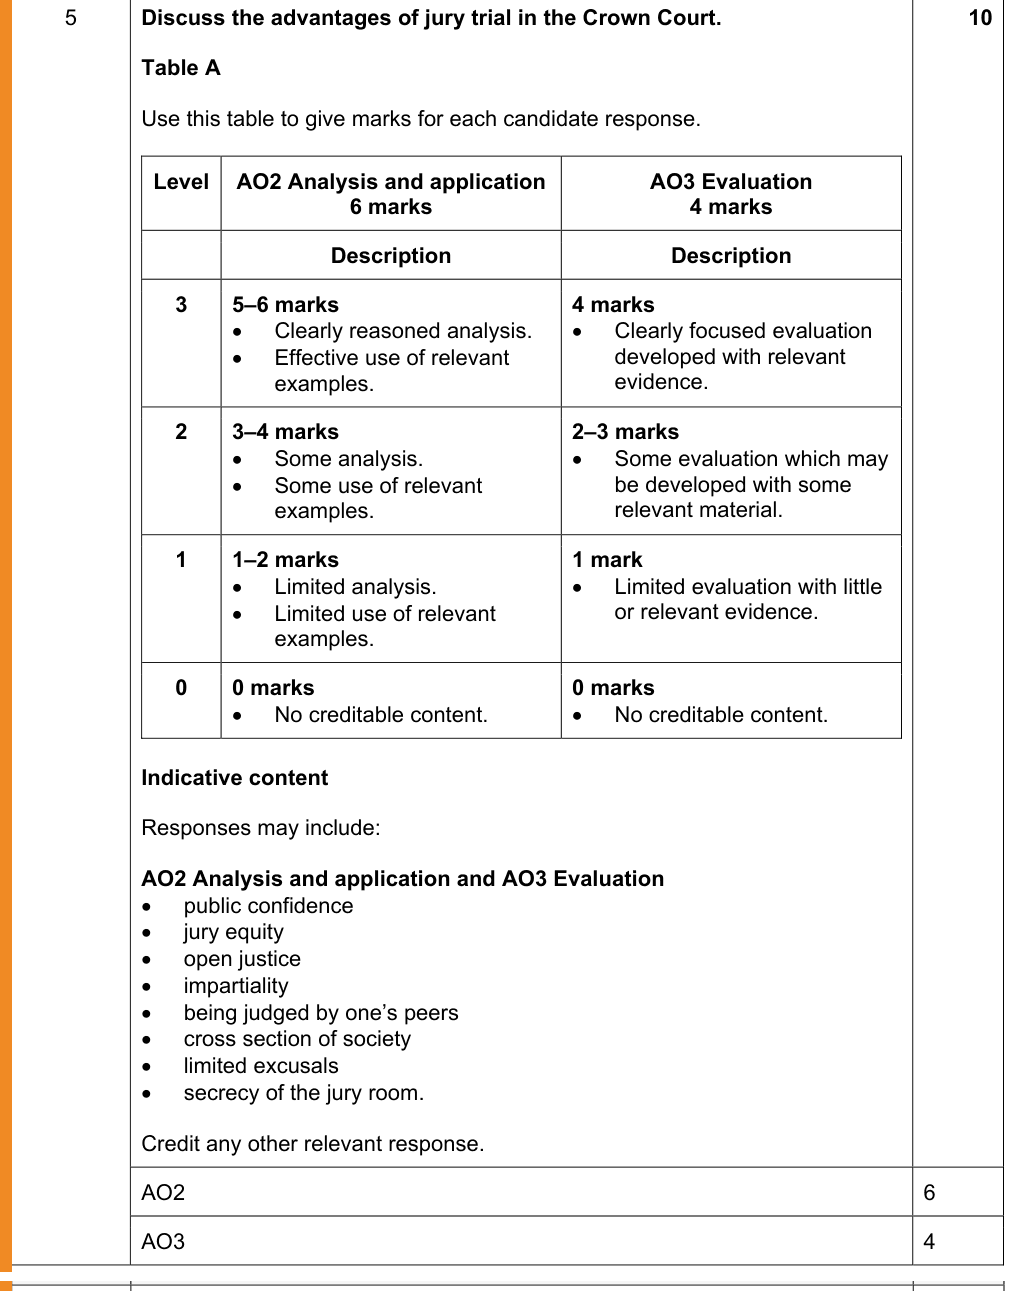 5 Discuss the advantages of jury trial in the Crown Court. 10
Table A
Use this table to give marks for each candidate response.
Level AO2 Analysis and application AO3 Evaluation
6 marks 4 marks
Description Description
3 5–6 marks 4 marks
• Clearly reasoned analysis. • Clearly focused evaluation
• Effective use of relevant developed with relevant
examples. evidence.
2 3–4 marks 2–3 marks
• Some analysis. • Some evaluation which may
• Some use of relevant be developed with some
examples. relevant material.
1 1–2 marks 1 mark
• Limited analysis. • Limited evaluation with little
• Limited use of relevant or relevant evidence.
examples.
0 0 marks 0 marks
• No creditable content. • No creditable content.
Indicative content
Responses may include:
AO2 Analysis and application and AO3 Evaluation
• public confidence
• jury equity
• open justice
• impartiality
• being judged by one’s peers
• cross section of society
• limited excusals
• secrecy of the jury room.
Credit any other relevant response.
AO2 6
AO3 4